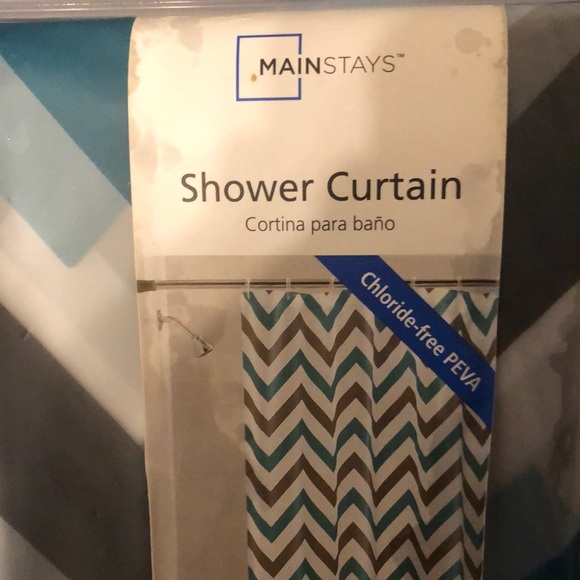 MAINSTAYS™
Shower Curtain
Cortina para baño
Chloride-free PEVA